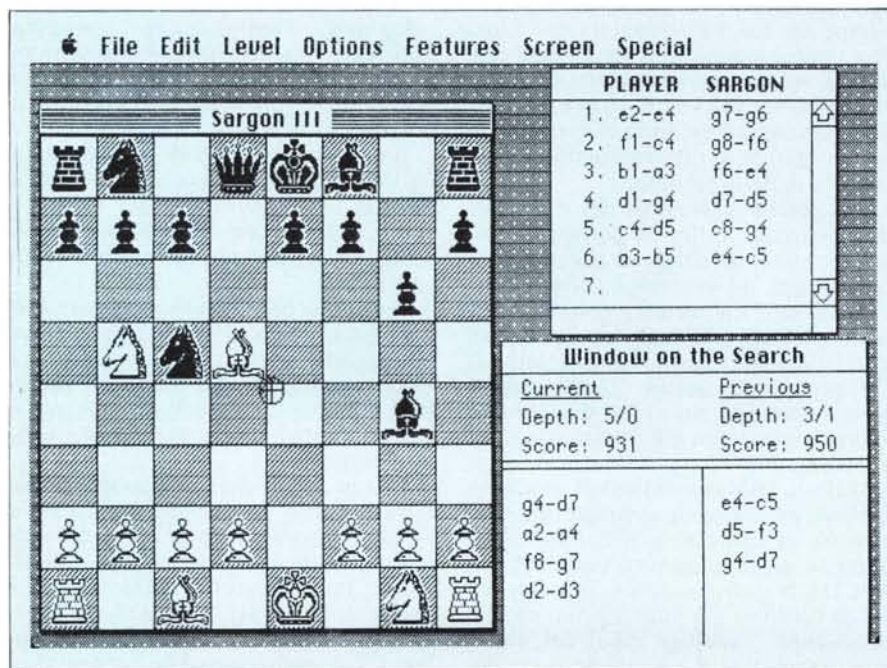 File Edit Level Options Features Screen Special
Sargon III
PLAYER SARGON
1. e2-e4 g7-g6
2. f1-c4 g8-f6
3. b1-a3 f6-e4
4. d1-g4 d7-d5
5. c4-d5 c8-g4
6. a3-b5 e4-c5
7.
Window on the Search
Current Previous
Depth: 5/0 Depth: 3/1
Score: 931 Score: 950
g4-d7 e4-c5
a2-a4 d5-f3
f8-g7 g4-d7
d2-d3